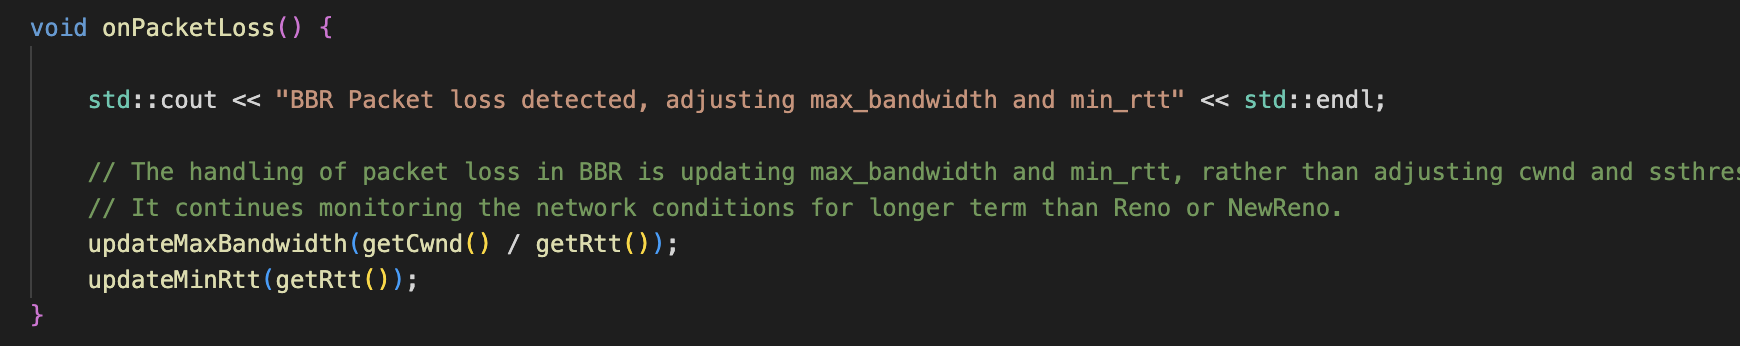 void onPacketLoss() {
std::cout << "BBR Packet loss detected, adjusting max_bandwidth and min_rtt" << std::endl;
// The handling of packet loss in BBR is updating max_bandwidth and min_rtt, rather than adjusting cwnd and ssthres
// It continues monitoring the network conditions for longer term than Reno or NewReno.
updateMaxBandwidth(getCwnd() / getRtt());
updateMinRtt(getRtt());
}